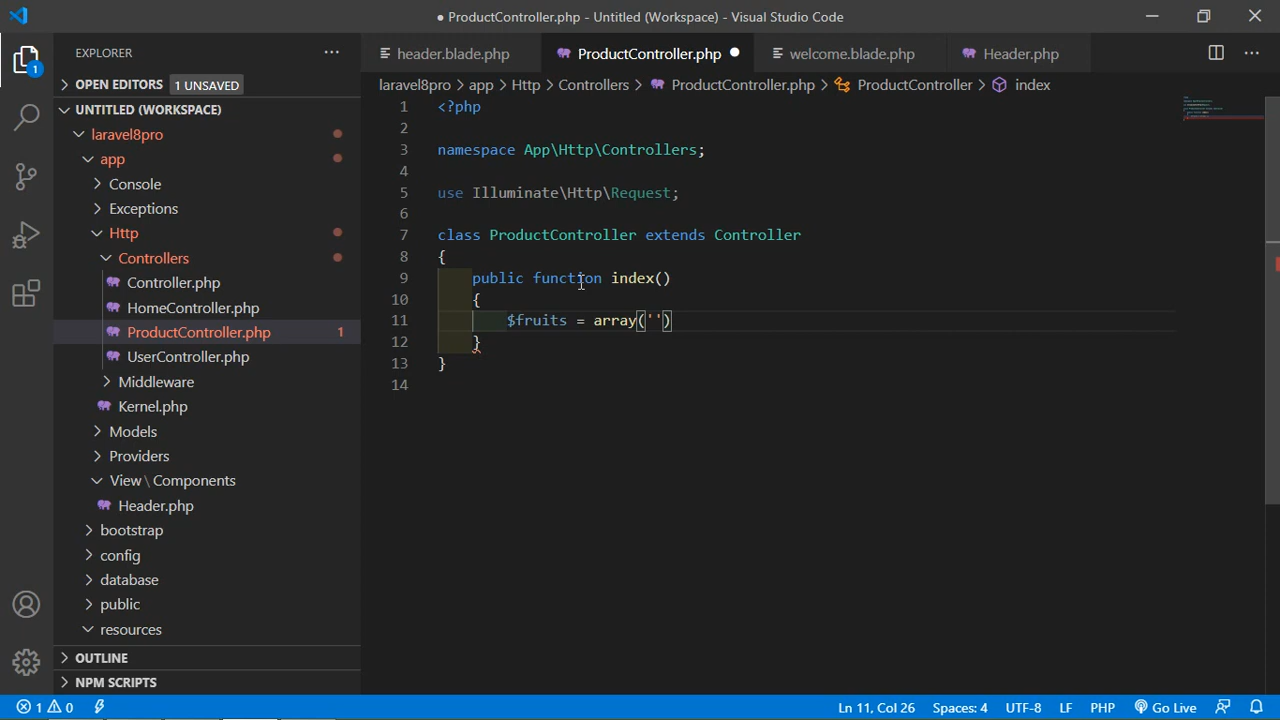 ● ProductController.php - Untitled (Workspace) - Visual Studio Code
EXPLORER
header.blade.php
ProductController.php
welcome.blade.php
Header.php
laravel8pro > app > Http > Controllers > ProductController.php > ProductController > index
OPEN EDITORS 1 UNSAVED
UNTITLED (WORKSPACE)
laravel8pro
app
Console
Exceptions
Http
Controllers
Controller.php
HomeController.php
ProductController.php 1
UserController.php
Middleware
Kernel.php
Models
Providers
View \ Components
Header.php
bootstrap
config
database
public
resources
OUTLINE
NPM SCRIPTS
1
1 <?php
2
3 namespace App\Http\Controllers;
4
5 use Illuminate\Http\Request;
6
7 class ProductController extends Controller
8 {
9 public function index()
10 {
11 $fruits = array('')
12 }
13 }
14
1 0
Ln 11, Col 26
Spaces: 4
UTF-8
LF
PHP
Go Live